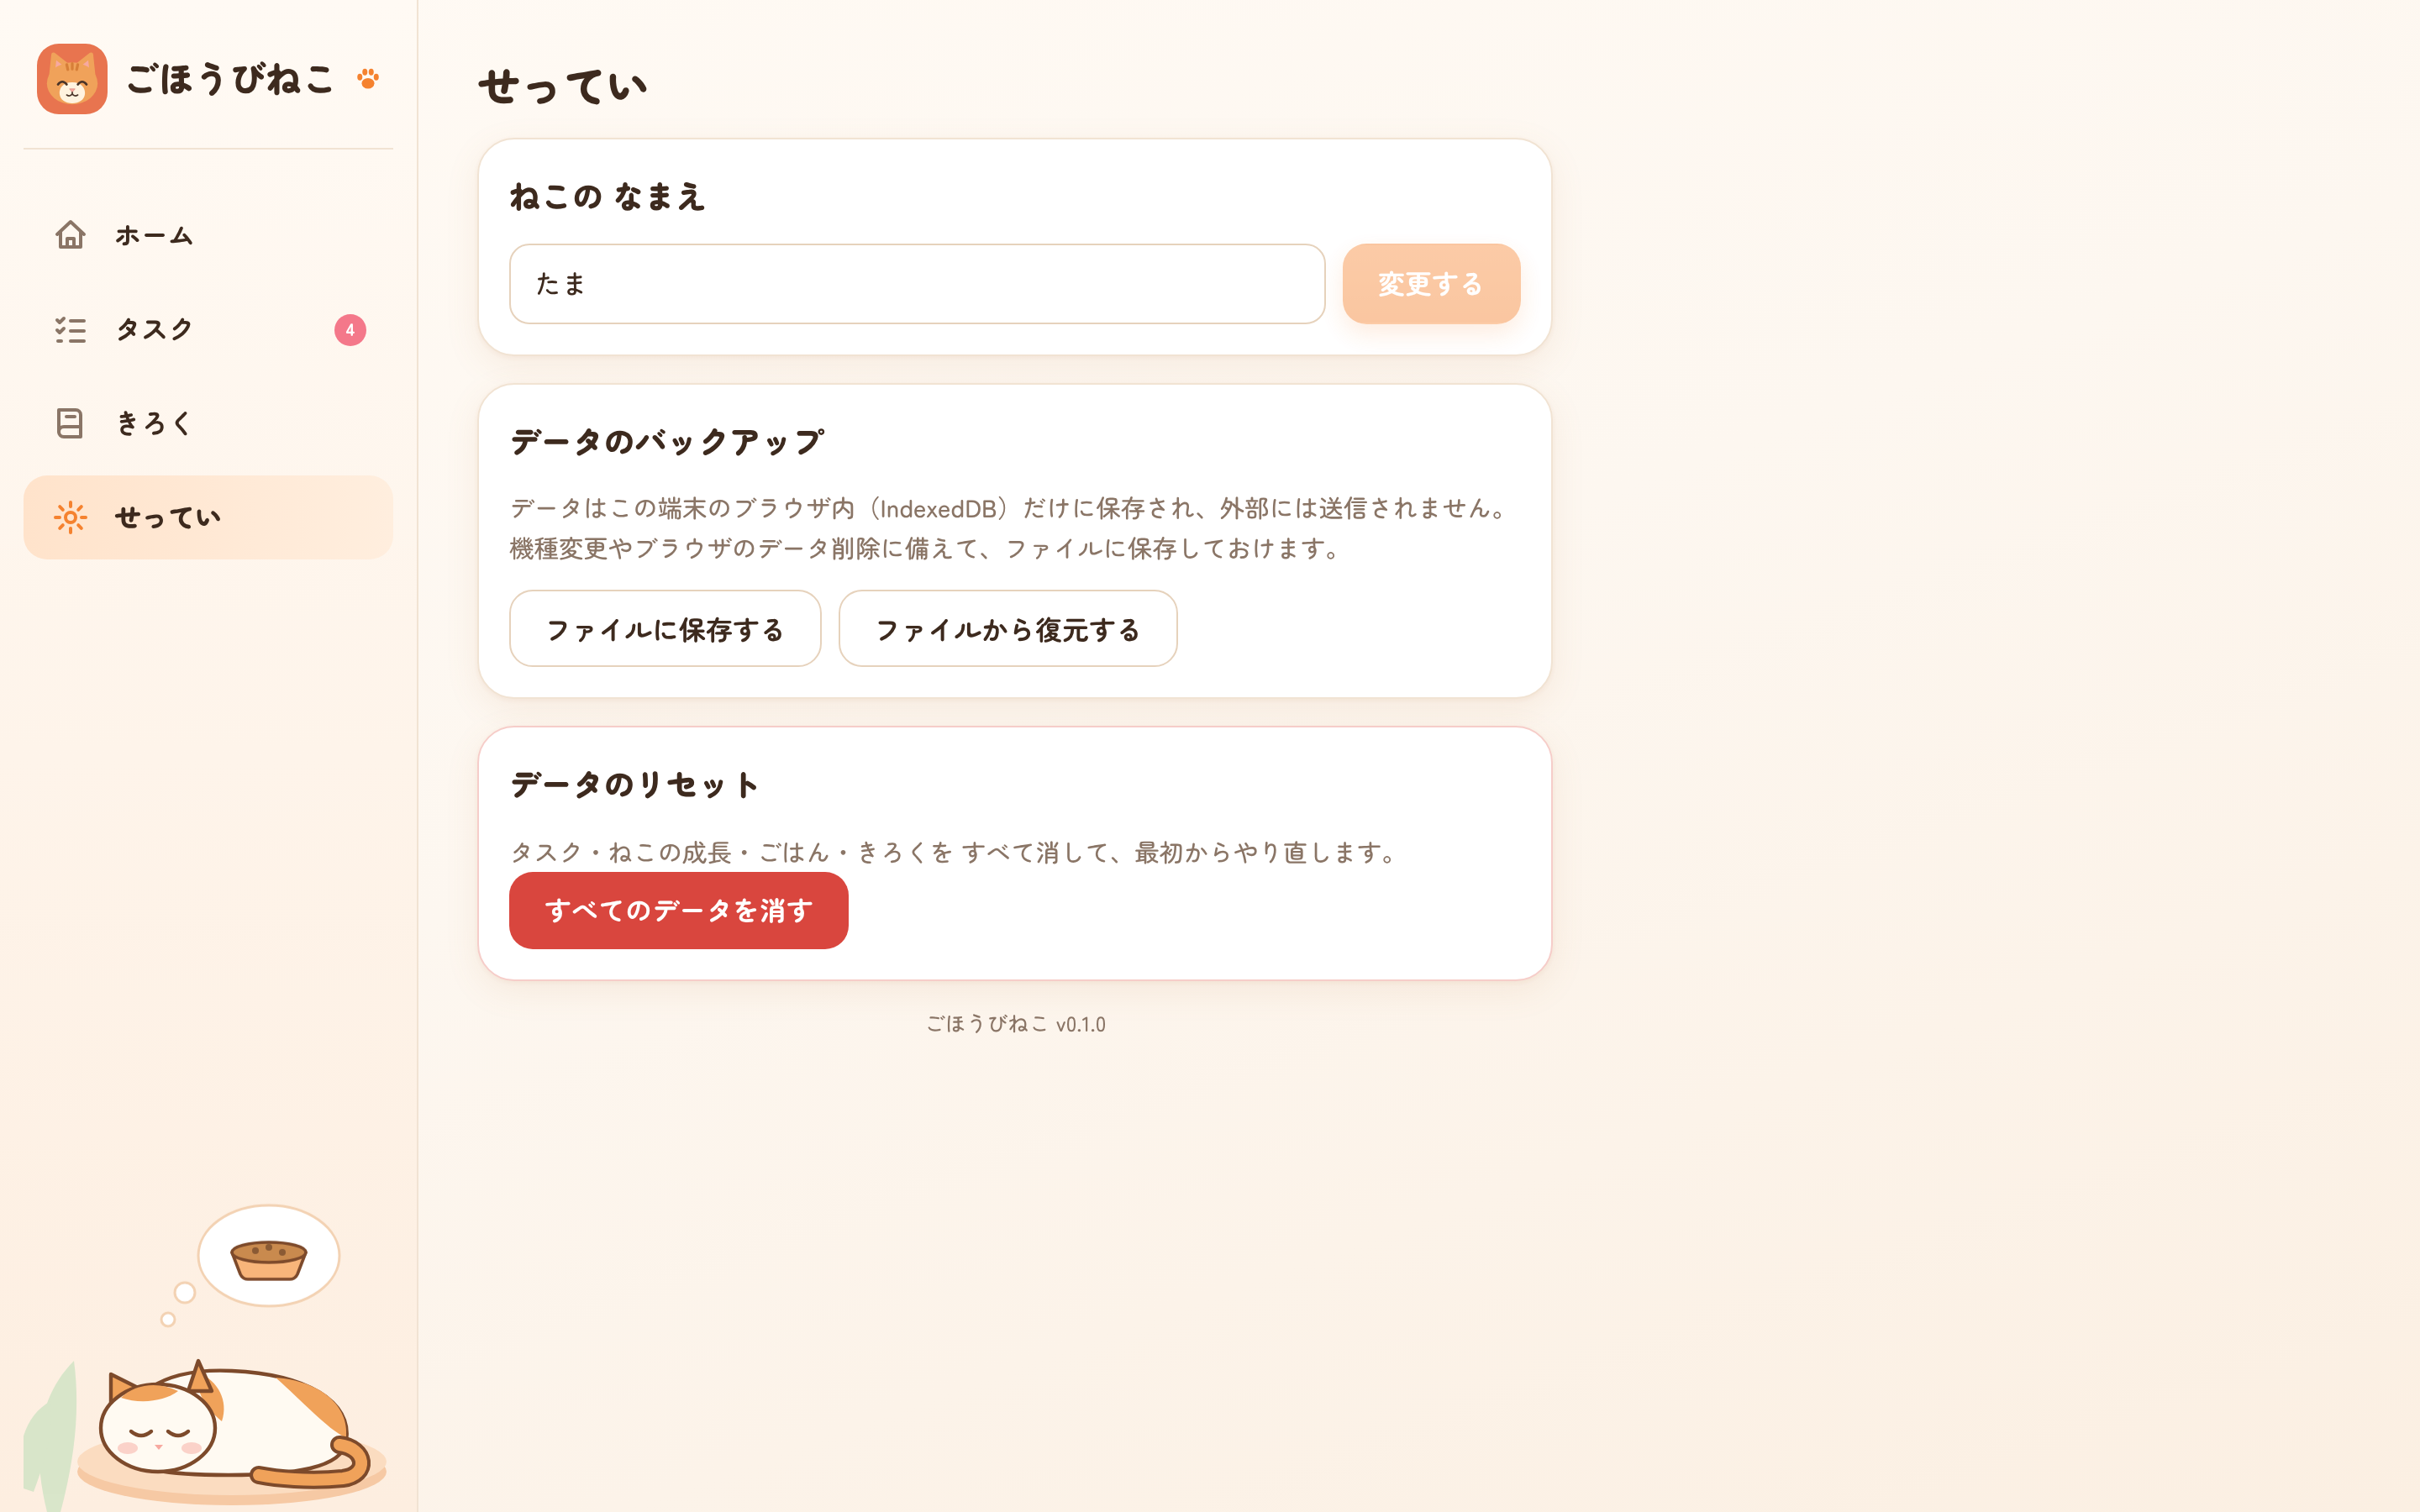 ごほうびねこ
ホーム
タスク
4
きろく
せってい
せってい
ねこの なまえ
たま
変更する
データのバックアップ
データはこの端末のブラウザ内（IndexedDB）だけに保存され、外部には送信されません。
機種変更やブラウザのデータ削除に備えて、ファイルに保存しておけます。
ファイルに保存する
ファイルから復元する
データのリセット
タスク・ねこの成長・ごはん・きろくを すべて消して、最初からやり直します。
すべてのデータを消す
ごほうびねこ v0.1.0